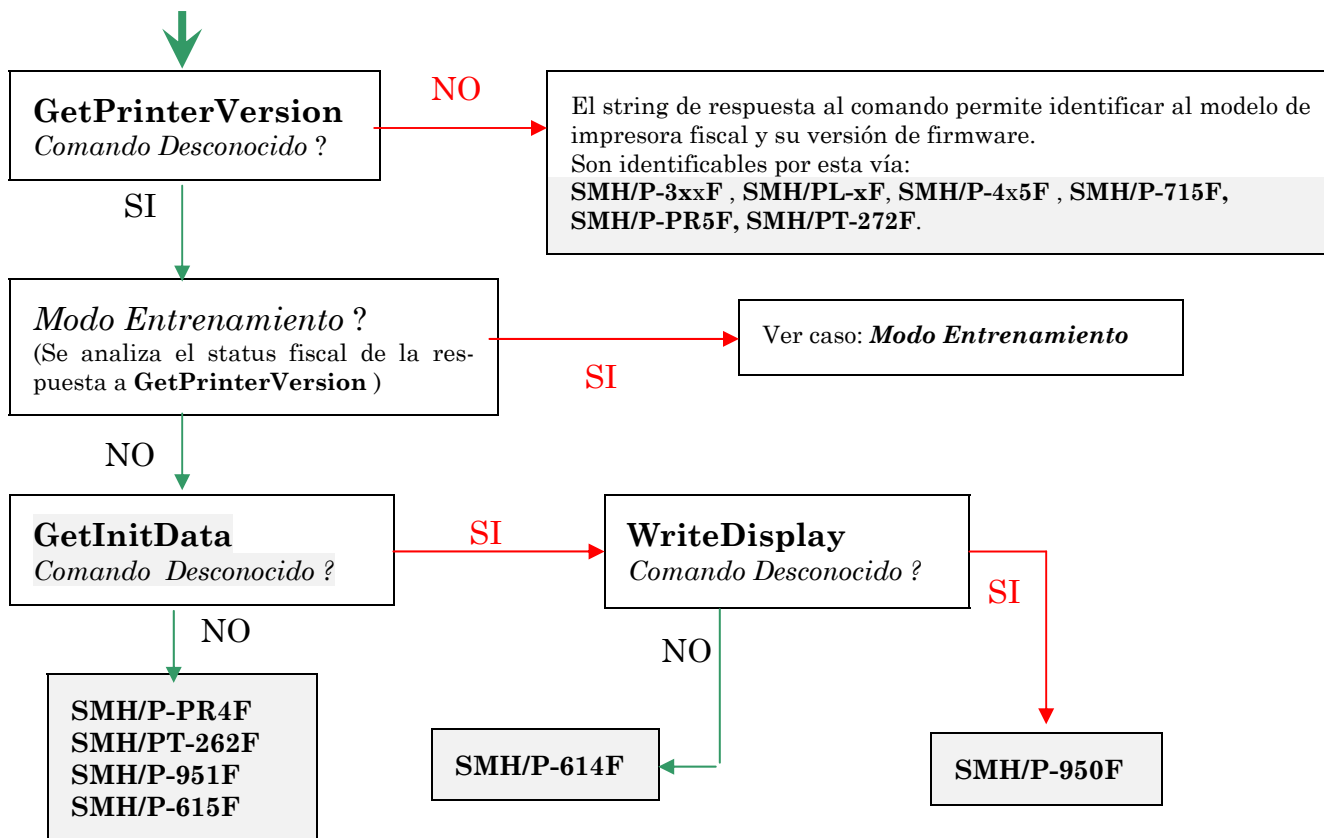 GetPrinterVersion
Comando Desconocido ?
NO
El string de respuesta al comando permite identificar al modelo de
impresora fiscal y su versión de firmware.
Son identificables por esta vía:
SMH/P-3xxF , SMH/PL-xF, SMH/P-4x5F , SMH/P-715F,
SMH/P-PR5F, SMH/PT-272F.
SI
Modo Entrenamiento ?
(Se analiza el status fiscal de la res-
puesta a GetPrinterVersion )
SI
Ver caso: Modo Entrenamiento
NO
GetInitData
Comando Desconocido ?
SI
WriteDisplay
Comando Desconocido ?
SI
NO
NO
SMH/P-PR4F
SMH/PT-262F
SMH/P-951F
SMH/P-615F
SMH/P-614F
SMH/P-950F